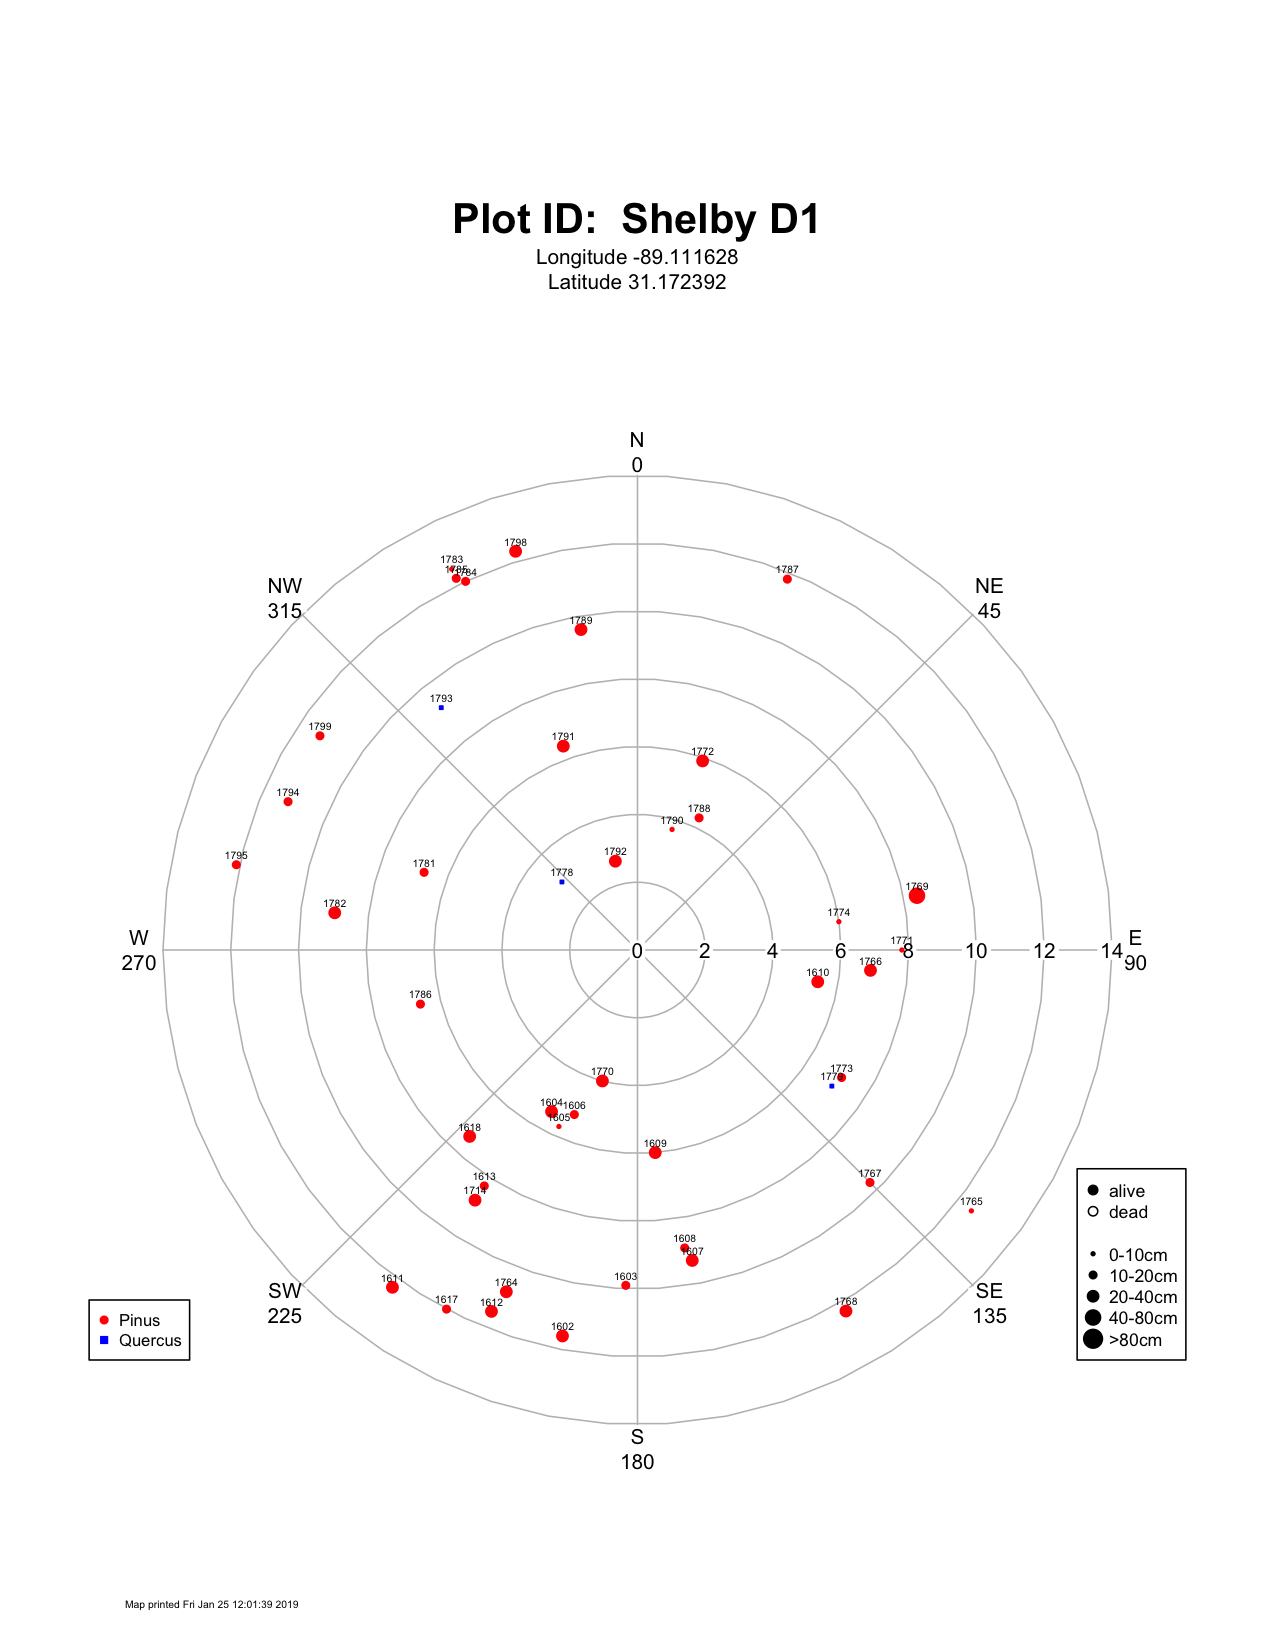 Plot ID:  Shelby D1
Longitude -89.111628
Latitude 31.172392
N
0
1798
1783
1785
1784
1787
NW
315
NE
45
1789
1793
1799
1791
1772
1794
1788
1790
1792
1795
1781
1778
1769
1782
1774
W
270
0
2
4
6
8
10
12
14
E
90
1771
1766
1610
1786
1770
1773
1779
1604
1606
1605
1618
1609
1613
1714
1767
1765
1608
1607
1603
1611
1764
1617
1612
1768
1602
SW
225
SE
135
S
180
alive
dead
0-10cm
10-20cm
20-40cm
40-80cm
>80cm
Pinus
Quercus
Map printed Fri Jan 25 12:01:39 2019